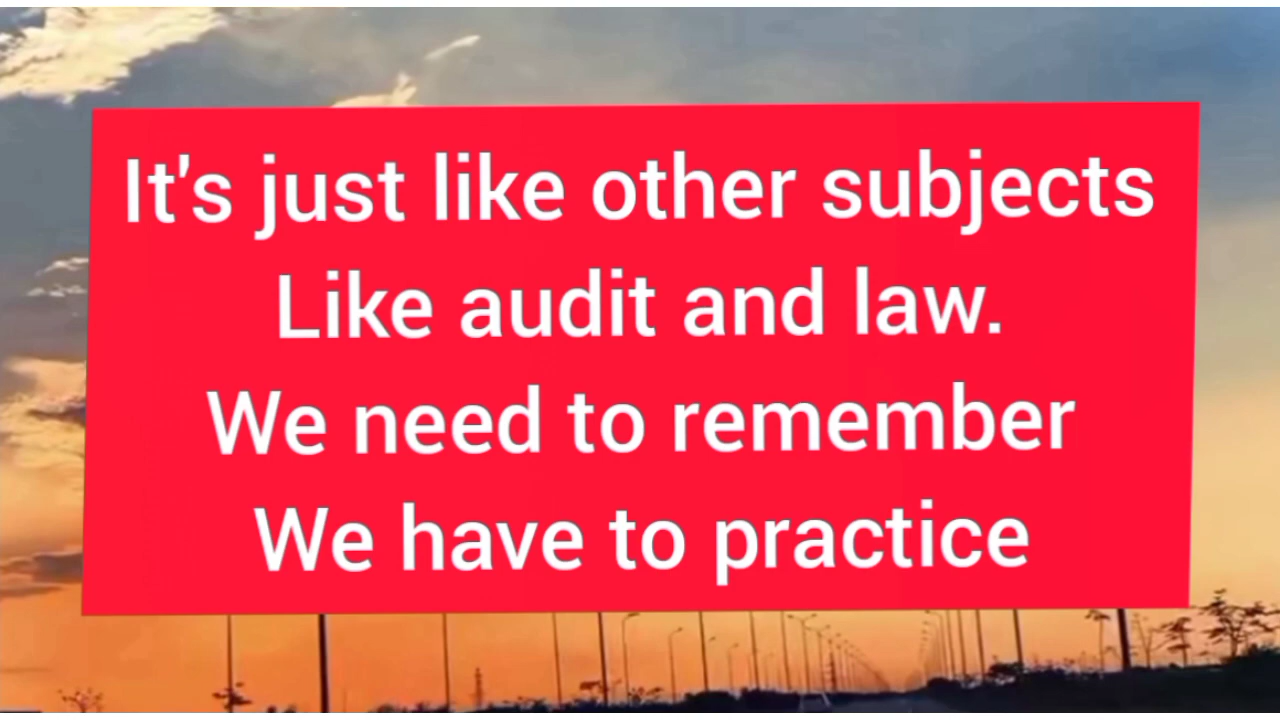 It's just like other subjects
Like audit and law.
We need to remember
We have to practice